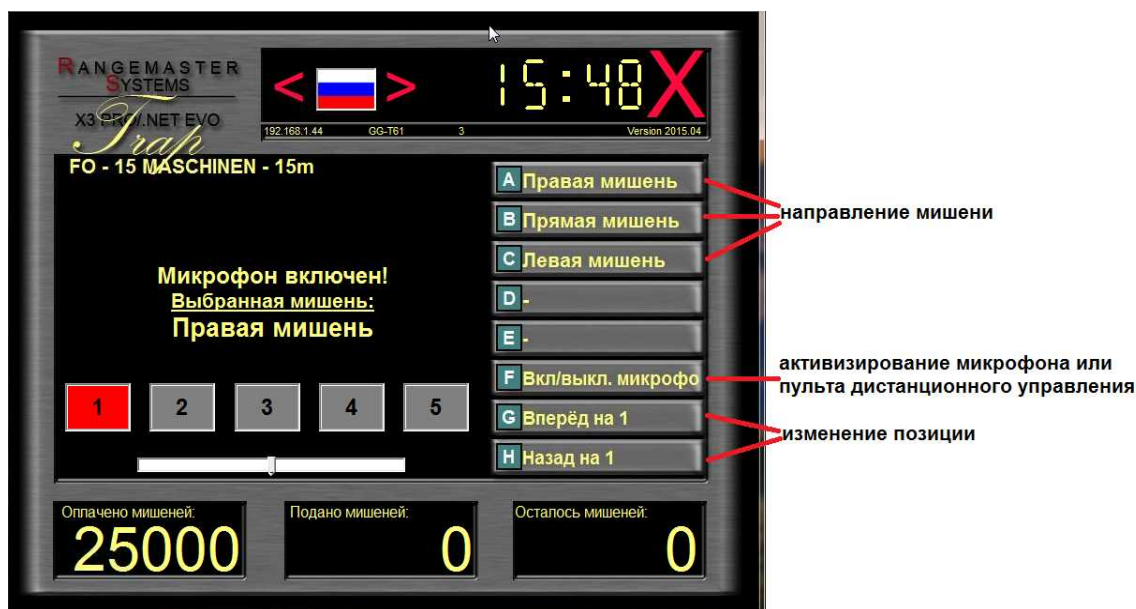 RANGEMASTER
SYSTEMS
X3 PRO/.NET EVO
Trap
< >
15:48 X
192.168.1.44 GG-T61 3 Version 2015.04
FO - 15 MASCHINEN - 15m
Микрофон включен!
Выбранная мишень:
Правая мишень
1 2 3 4 5
A Правая мишень
B Прямая мишень
C Левая мишень
D -
E -
F Вкл/выкл. микрофо
G Вперёд на 1
H Назад на 1
направление мишени
активизирование микрофона или
пульта дистанционного управления
изменение позиции
Оплачено мишеней: Подано мишеней: Осталось мишеней:
25000 0 0